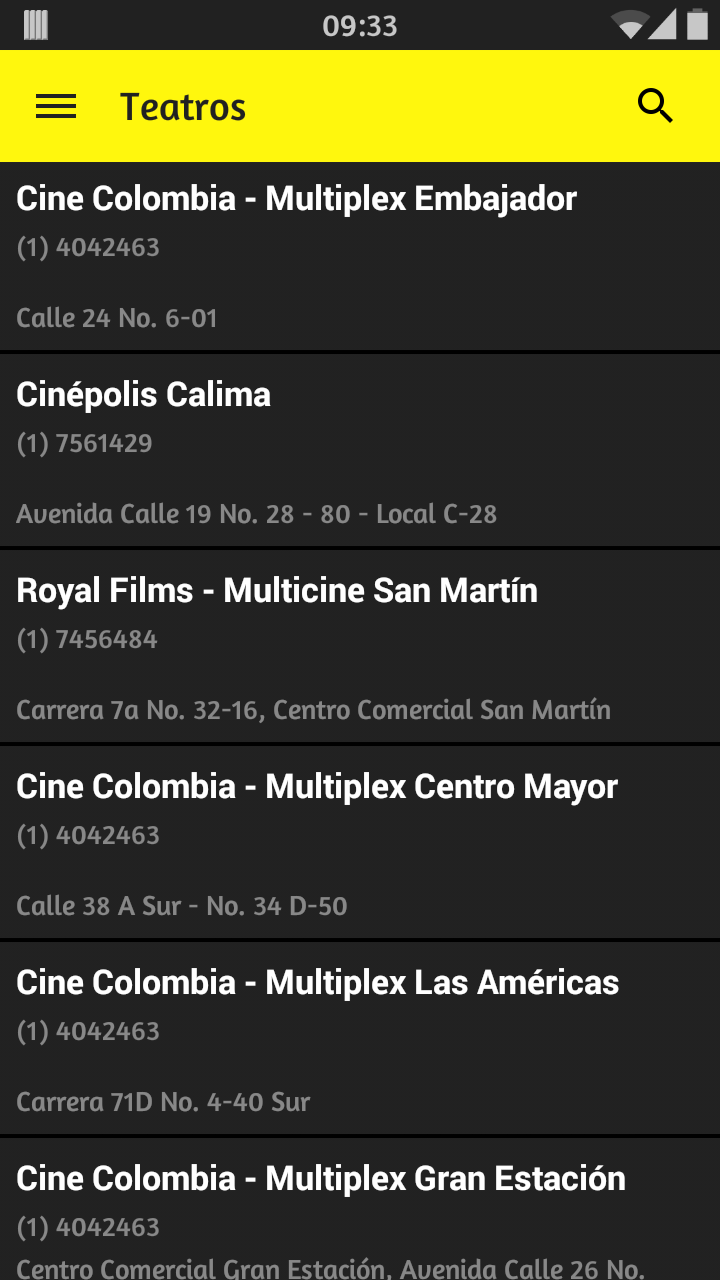 09:33
Teatros
Cine Colombia - Multiplex Embajador
(1) 4042463
Calle 24 No. 6-01
Cinépolis Calima
(1) 7561429
Avenida Calle 19 No. 28 - 80 - Local C-28
Royal Films - Multicine San Martín
(1) 7456484
Carrera 7a No. 32-16, Centro Comercial San Martín
Cine Colombia - Multiplex Centro Mayor
(1) 4042463
Calle 38 A Sur - No. 34 D-50
Cine Colombia - Multiplex Las Américas
(1) 4042463
Carrera 71D No. 4-40 Sur
Cine Colombia - Multiplex Gran Estación
(1) 4042463
Centro Comercial Gran Estación, Avenida Calle 26 No.